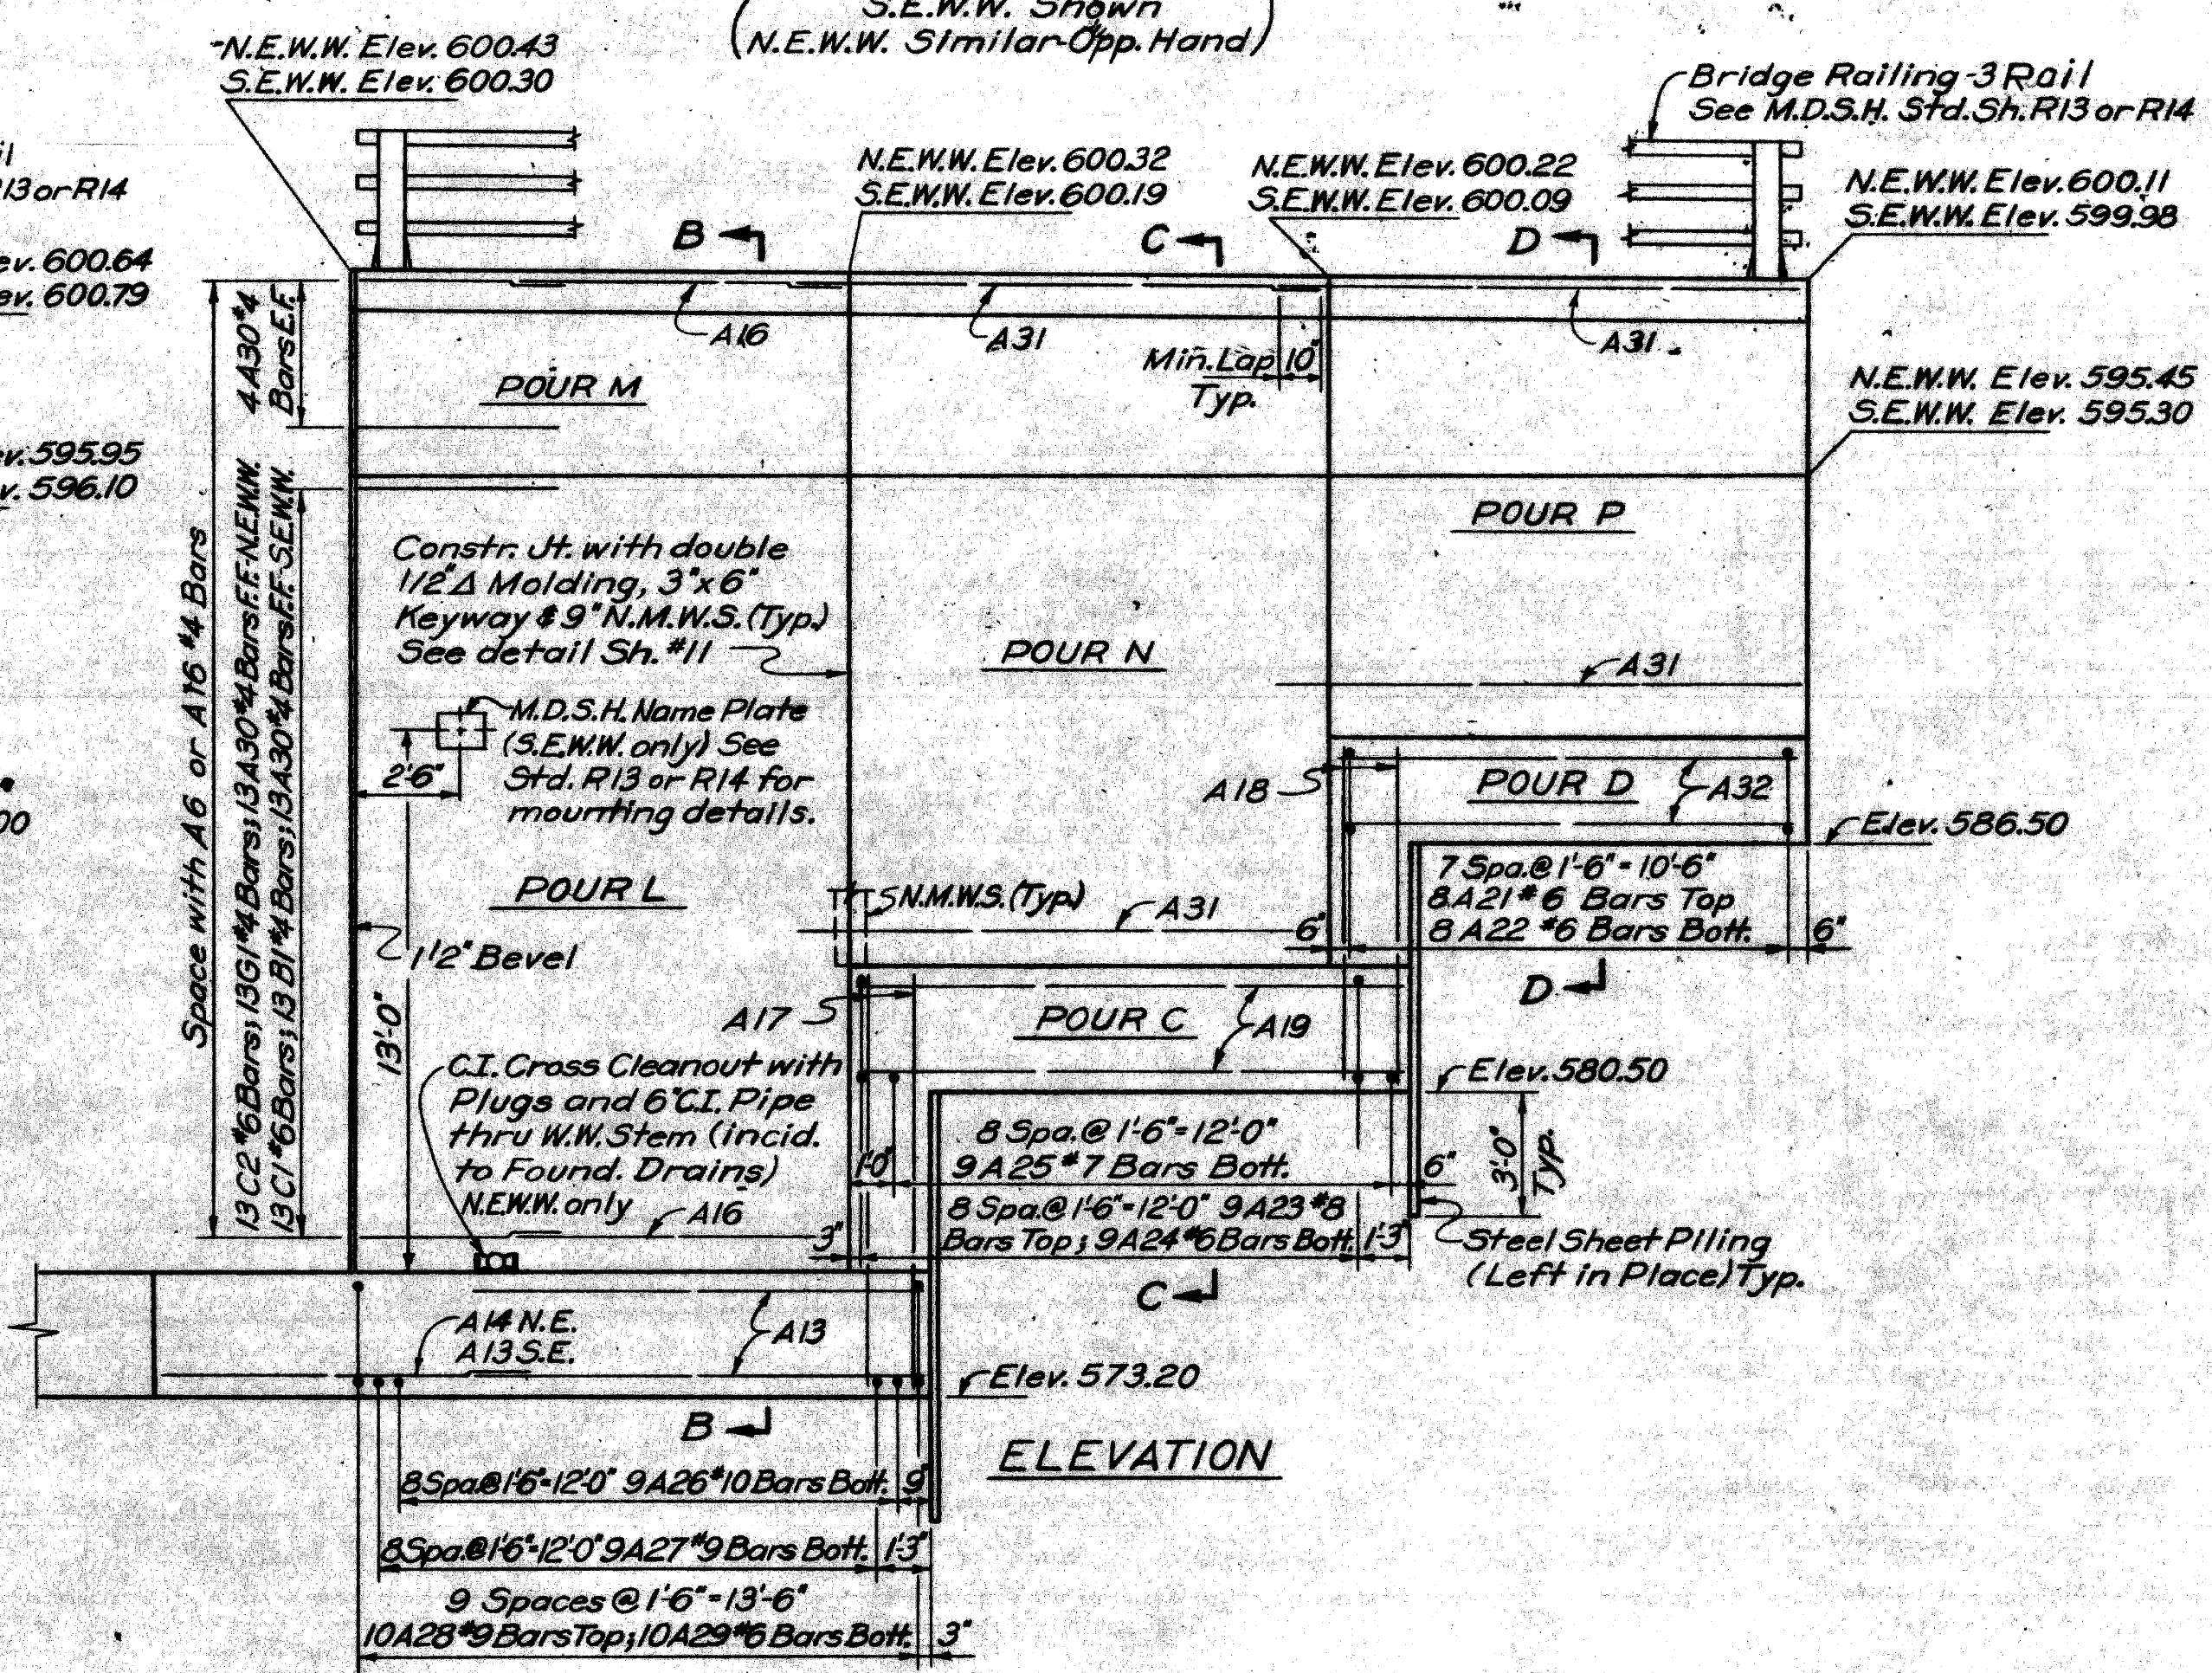 S.E.W.W. Shown
(N.E.W.W. Similar-Opp. Hand)
N.E.W.W. Elev. 600.43
S.E.W.W. Elev. 600.30
Bridge Railing-3 Rail
See M.D.S.H. Std. Sh. R13 or R14
R13 or R14
N.E.W.W. Elev. 600.32
S.E.W.W. Elev. 600.19
N.E.W.W. Elev. 600.22
S.E.W.W. Elev. 600.09
N.E.W.W. Elev. 600.11
S.E.W.W. Elev. 599.98
B
C
D
600.64
600.79
A16
A31
A31
Min. Lap 10"
Typ.
4 A30 #4
Bars E.F.
POUR M
N.E.W.W. Elev. 595.45
S.E.W.W. Elev. 595.30
595.95
596.10
POUR P
Constr. Jt. with double
1/2" Δ Molding, 3" x 6"
Keyway & 9" N.M.W.S. (Typ.)
See detail Sh. #11
POUR N
A31
Space with A6 or A16 #4 Bars
13 C2 #6 Bars; 13 G1 #4 Bars; 13 A30 #4 Bars F.F.-N.E.W.W.
13 C1 #6 Bars; 13 B1 #4 Bars; 13 A30 #4 Bars F.F.-S.E.W.W.
M.D.S.H. Name Plate
(S.E.W.W. only) See
Std. R13 or R14 for
mounting details.
2'-6"
A18
POUR D
A32
Elev. 586.50
7 Spa. @ 1'-6" = 10'-6"
8 A21 #6 Bars Top
8 A22 #6 Bars Bott.
6"
6"
POUR L
N.M.W.S. (Typ.)
A31
1 1/2" Bevel
D
13'-0"
A17
POUR C
A19
Elev. 580.50
C.I. Cross Cleanout with
Plugs and 6" C.I. Pipe
thru W.W. Stem (incid.
to Found. Drains)
N.E.W.W. only
A16
8 Spa. @ 1'-6" = 12'-0"
9 A25 #7 Bars Bott.
1'-0"
6"
3'-0"
Typ.
8 Spa. @ 1'-6" = 12'-0" 9 A23 #8
Bars Top; 9 A24 #6 Bars Bott.
3"
1'-3"
Steel Sheet Piling
(Left in Place) Typ.
C
A14 N.E.
A13 S.E.
A13
Elev. 573.20
B
ELEVATION
8 Spa. @ 1'-6" = 12'-0" 9 A26 #10 Bars Bott. 9"
8 Spa. @ 1'-6" = 12'-0" 9 A27 #9 Bars Bott. 1'-3"
9 Spaces @ 1'-6" = 13'-6"
10 A28 #9 Bars Top; 10 A29 #6 Bars Bott. 3"